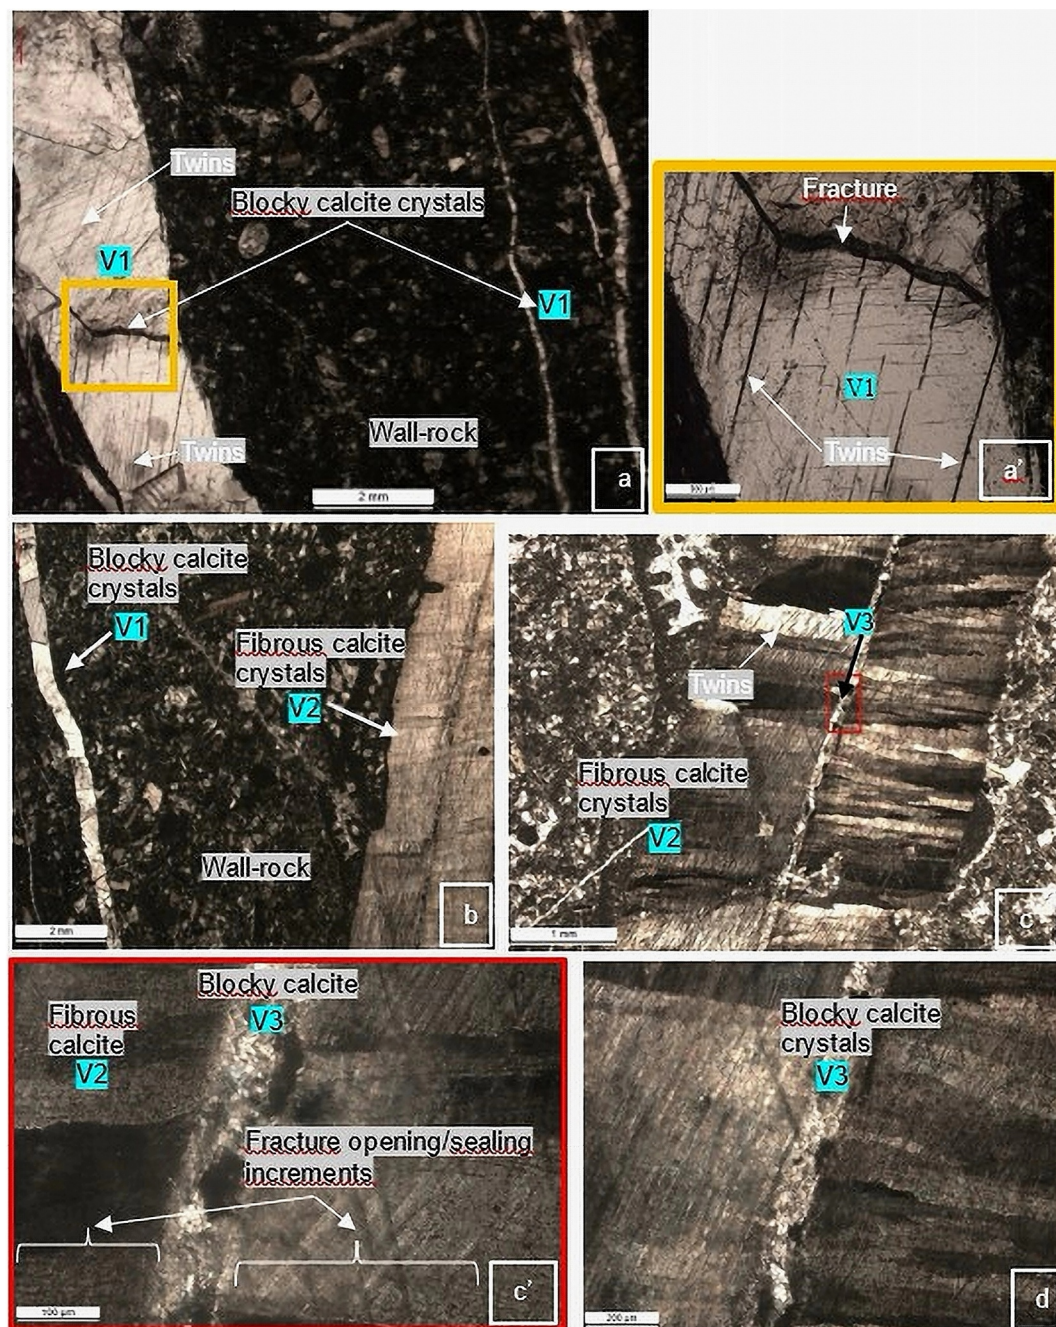 Twins
Blocky calcite crystals
V1
V1
Twins
Wall-rock
2 mm
a
Fracture
V1
Twins
a'
Blocky calcite
crystals
V1
Fibrous calcite
crystals
V2
Wall-rock
2 mm
b
V3
Twins
Fibrous calcite
crystals
V2
1 mm
c
Blocky calcite
V3
Fibrous
calcite
V2
Fracture opening/sealing
increments
100 µm
c'
Blocky calcite
crystals
V3
200 µm
d